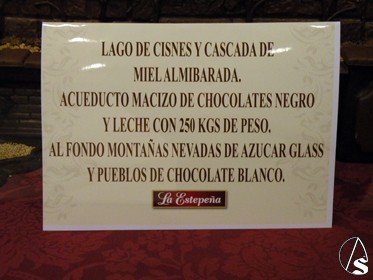 LAGO DE CISNES Y CASCADA DE
MIEL ALMIBARADA.
ACUEDUCTO MACIZO DE CHOCOLATES NEGRO
Y LECHE CON 250 KGS DE PESO.
AL FONDO MONTAÑAS NEVADAS DE AZUCAR GLASS
Y PUEBLOS DE CHOCOLATE BLANCO.
La Estepeña